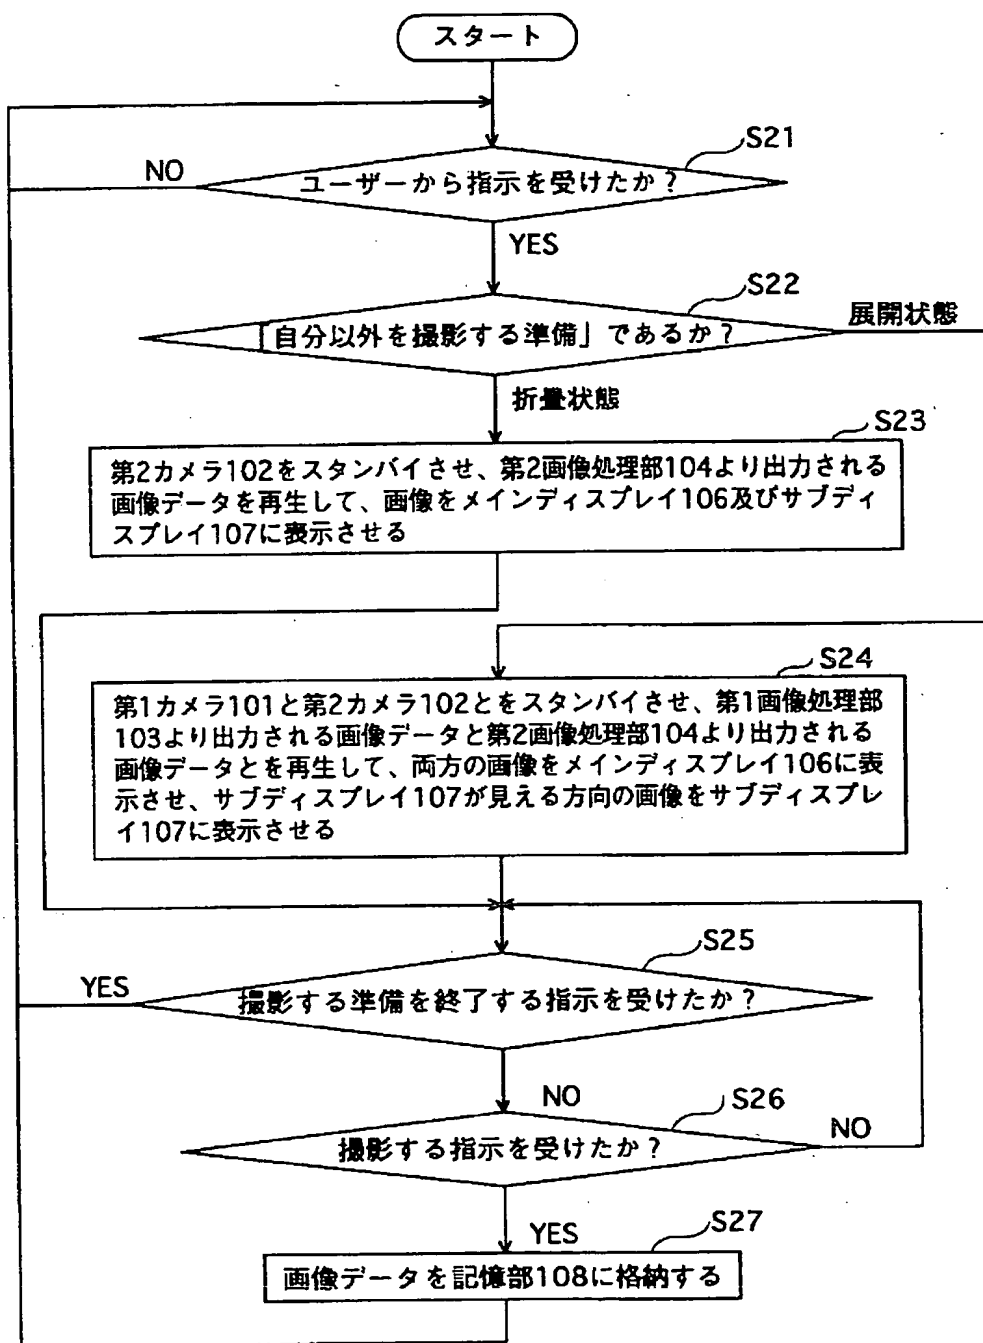 スタート
S21
NO
ユーザーから指示を受けたか？
YES
S22
展開状態
「自分以外を撮影する準備」であるか？
折畳状態
S23
第2カメラ102をスタンバイさせ、第2画像処理部104より出力される
画像データを再生して、画像をメインディスプレイ106及びサブディ
スプレイ107に表示させる
S24
第1カメラ101と第2カメラ102とをスタンバイさせ、第1画像処理部
103より出力される画像データと第2画像処理部104より出力される
画像データとを再生して、両方の画像をメインディスプレイ106に表
示させ、サブディスプレイ107が見える方向の画像をサブディスプレ
イ107に表示させる
S25
YES
撮影する準備を終了する指示を受けたか？
NO
S26
NO
撮影する指示を受けたか？
YES
S27
画像データを記憶部108に格納する